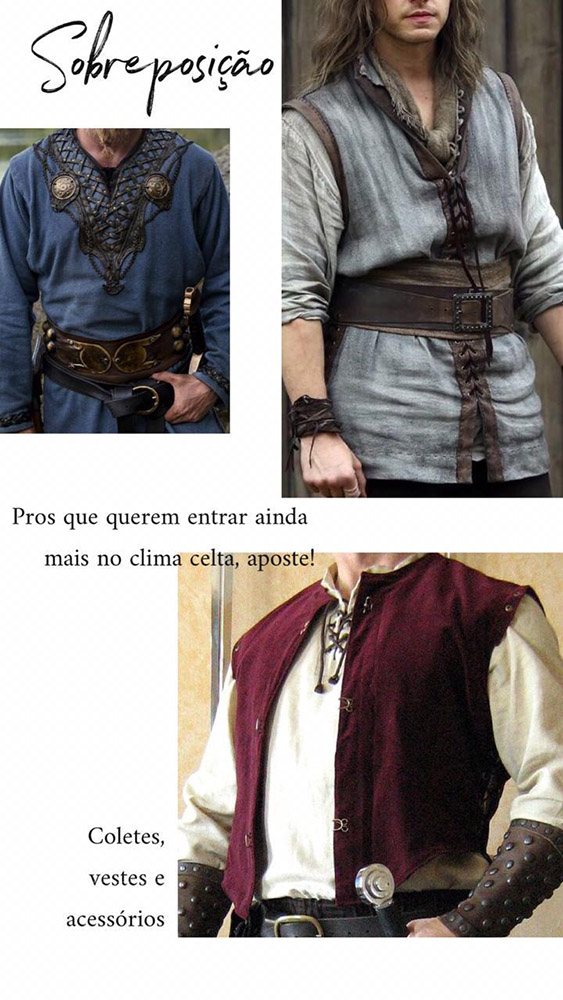 Sobreposição
Pros que querem entrar ainda
mais no clima celta, aposte!
Coletes,
vestes e
acessórios